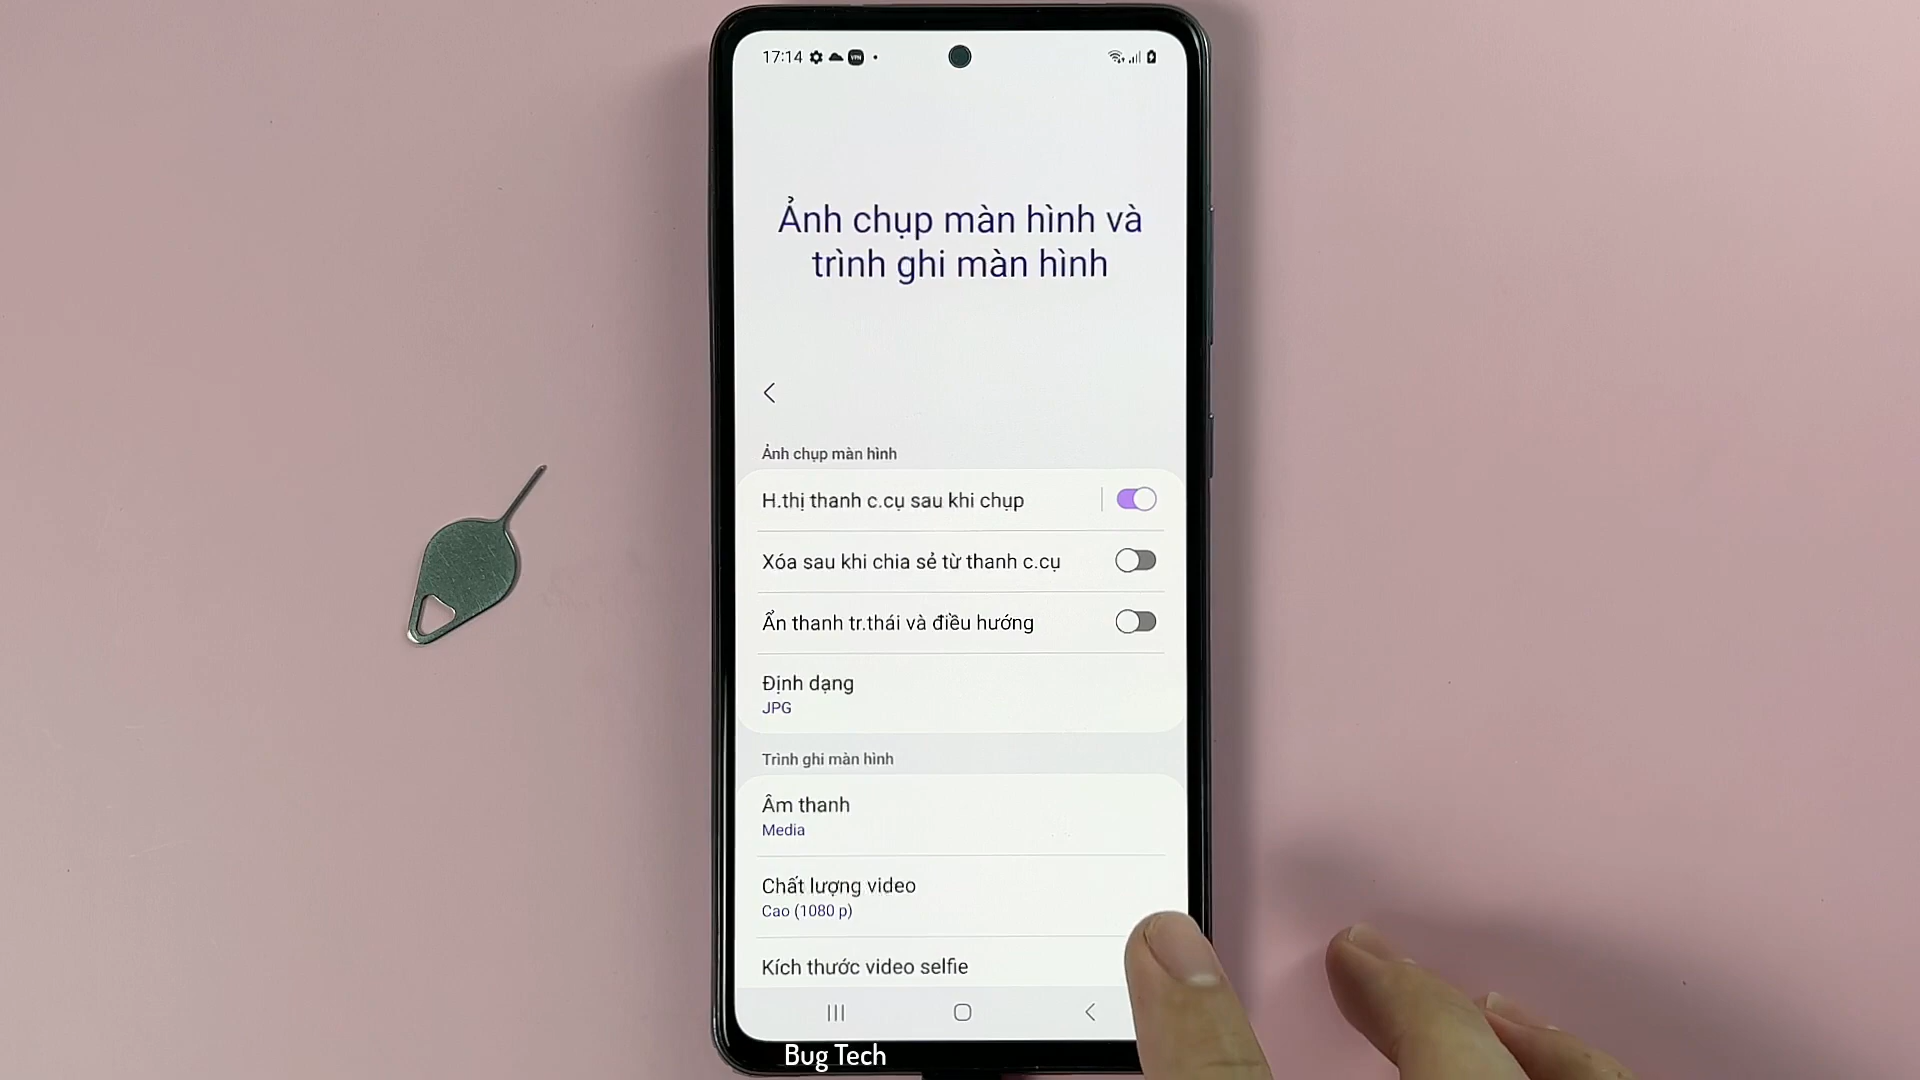 17:14
VPN
Ảnh chụp màn hình và
trình ghi màn hình
Ảnh chụp màn hình
H.thị thanh c.cụ sau khi chụp
Xóa sau khi chia sẻ từ thanh c.cụ
Ẩn thanh tr.thái và điều hướng
Định dạng
JPG
Trình ghi màn hình
Âm thanh
Media
Chất lượng video
Cao (1080 p)
Kích thước video selfie
Bug Tech